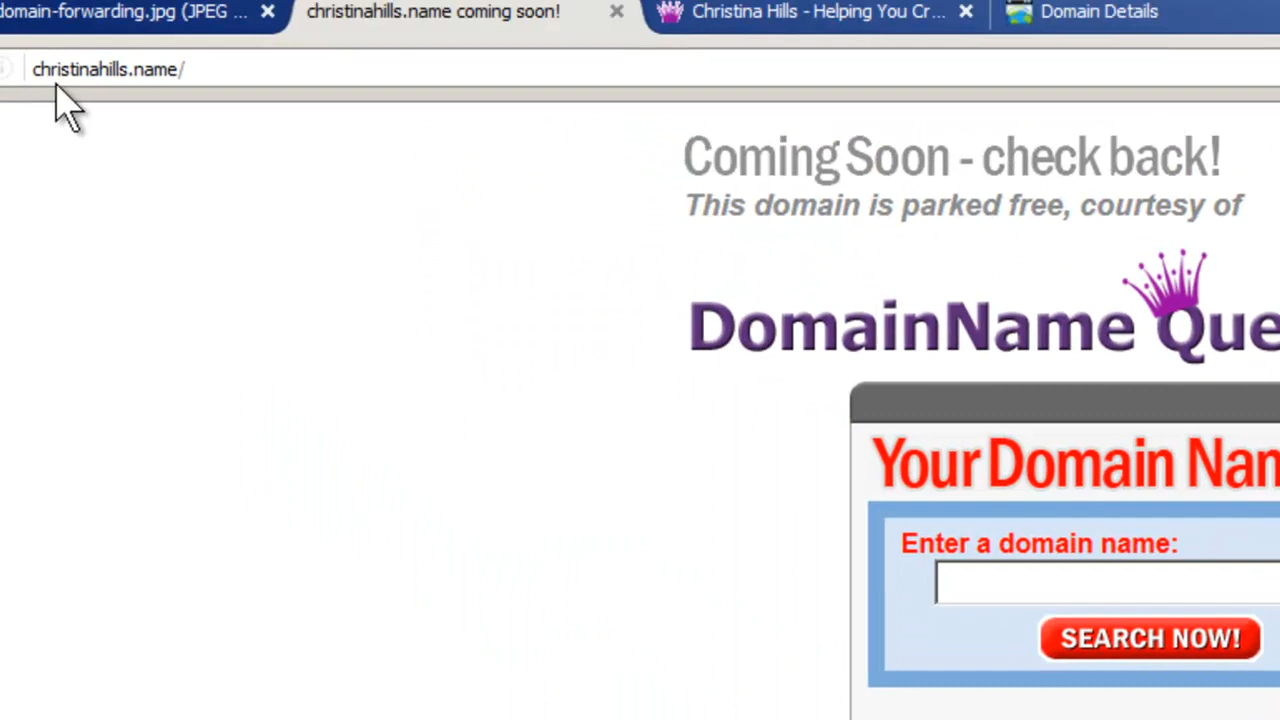 domain-forwarding.jpg (JPEG ...
christinahills.name coming soon!
Christina Hills - Helping You Cr...
Domain Details
christinahills.name/
Coming Soon - check back!
This domain is parked free, courtesy of
DomainName Que
Your Domain Nam
Enter a domain name:
SEARCH NOW!